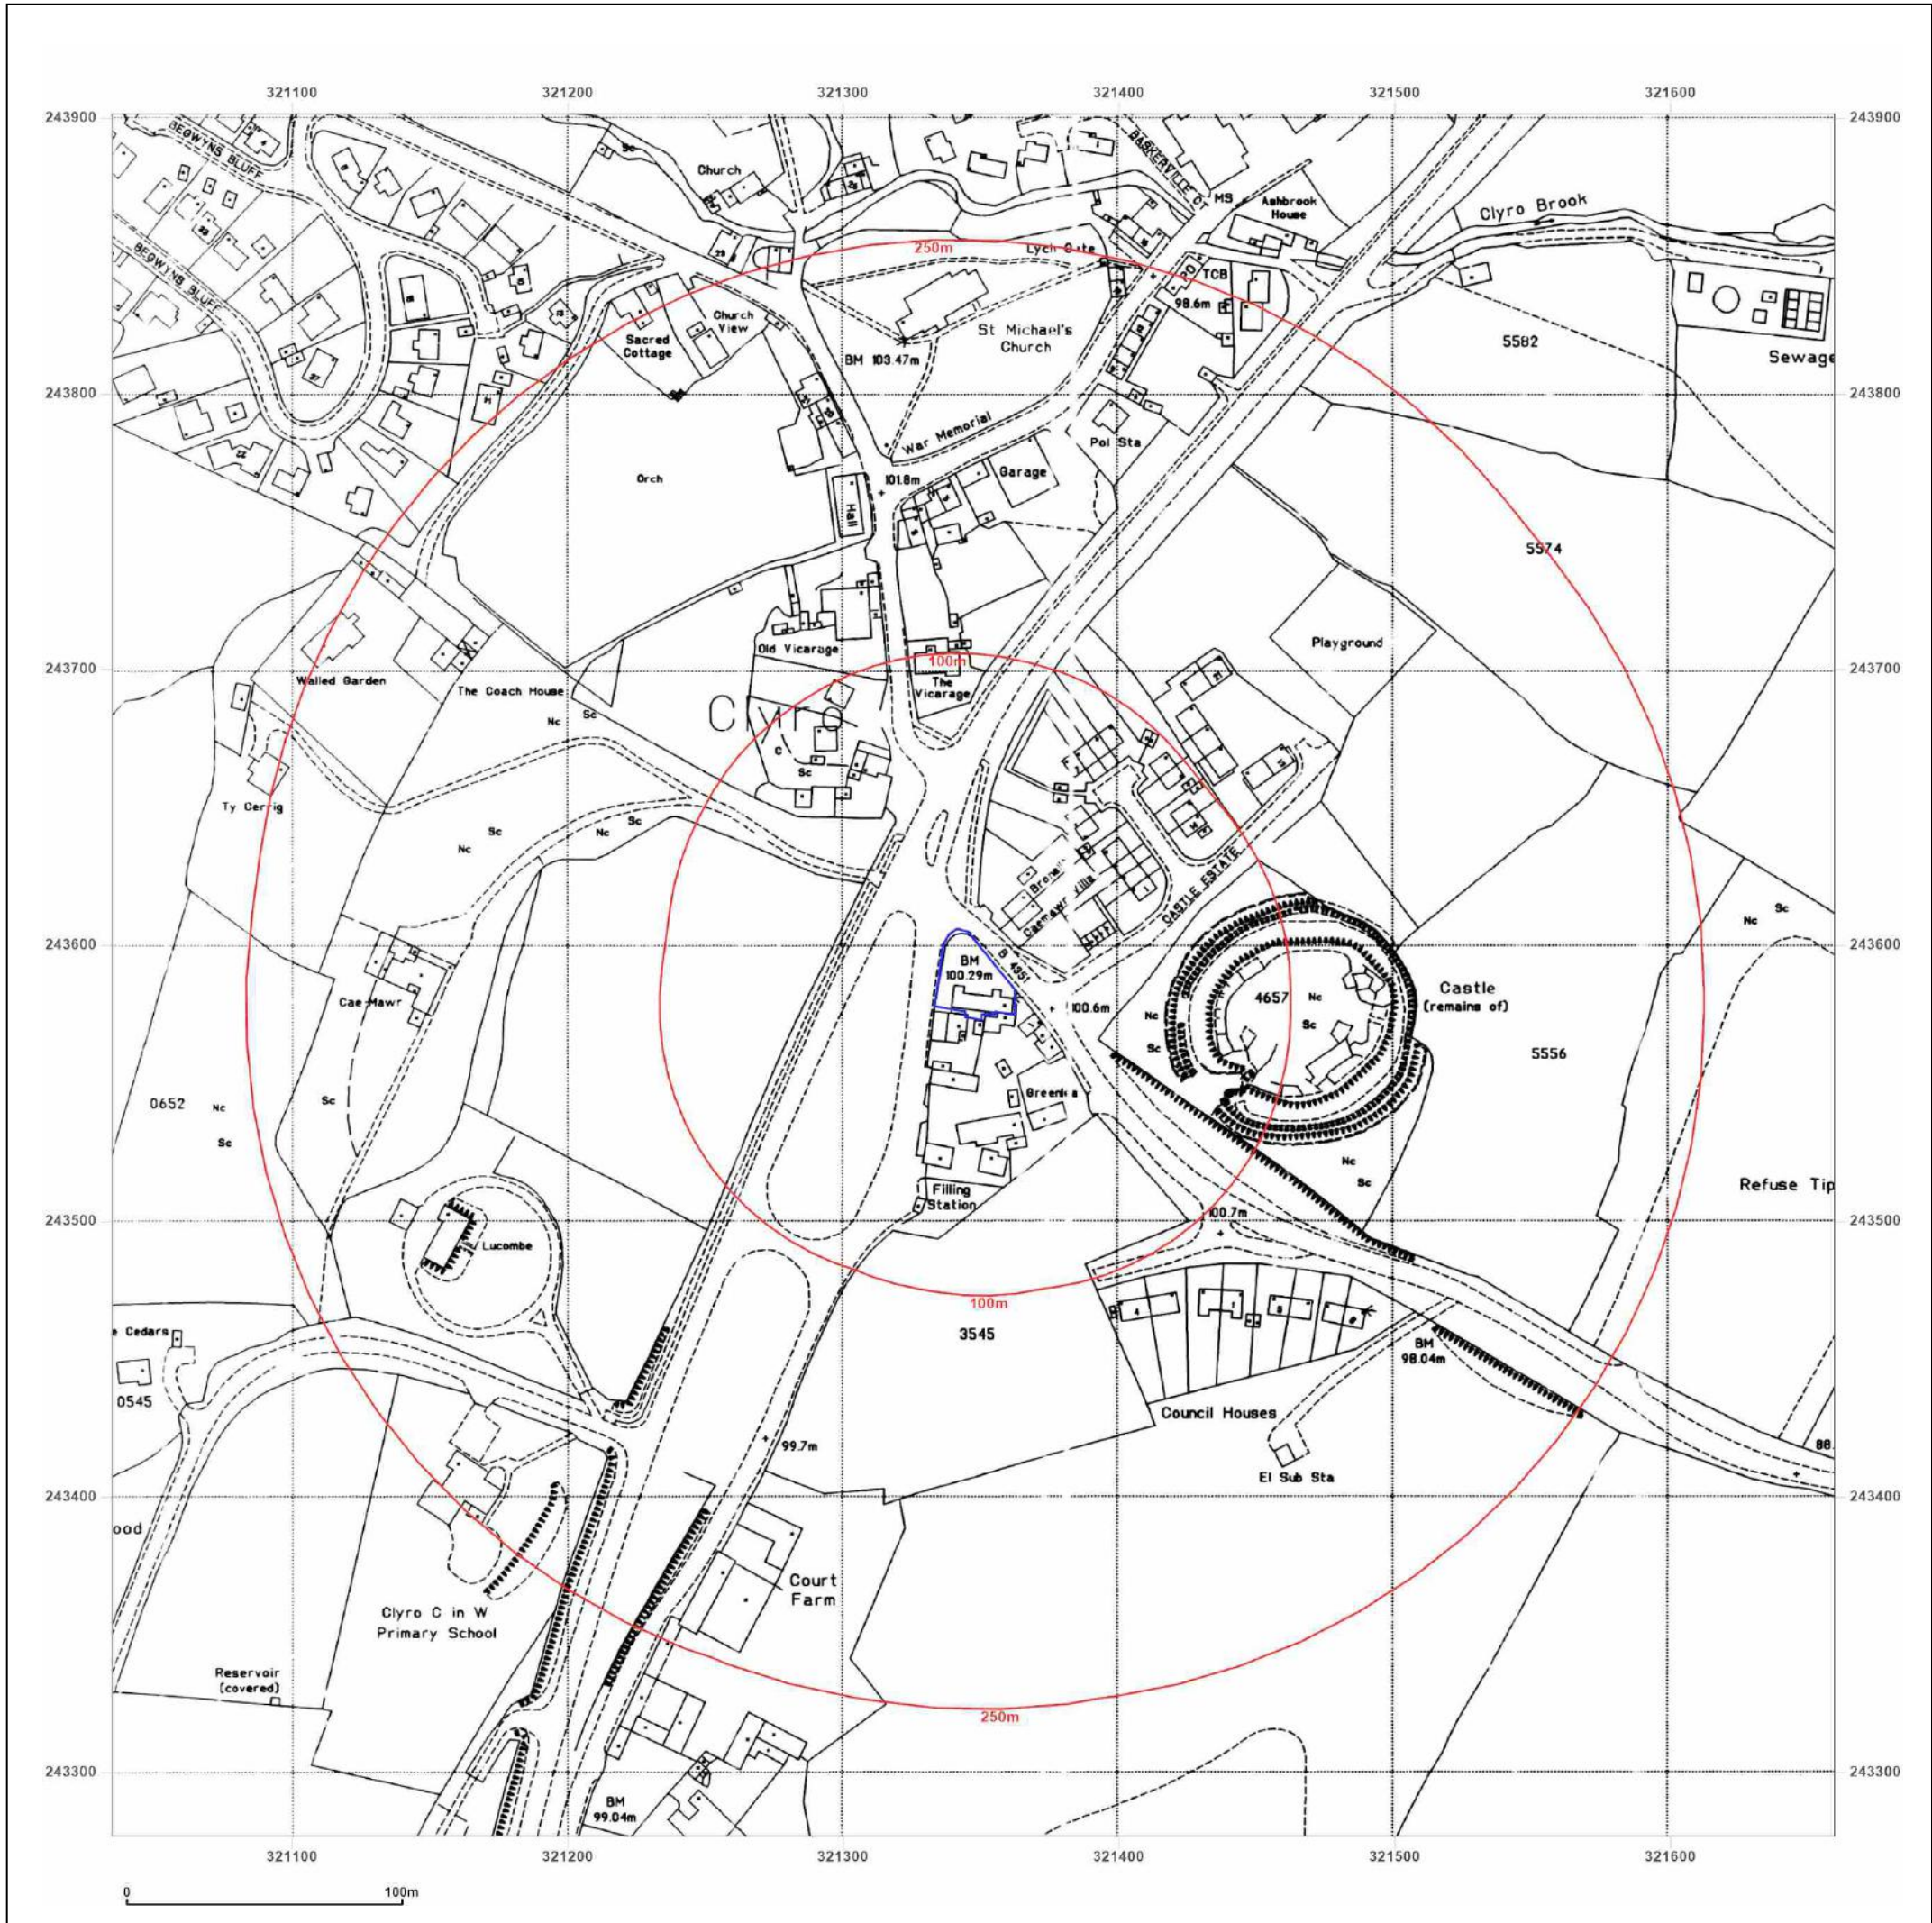 321100 321200 321300 321400 321500 321600
243900 243900
BEGWYNS BLUFF
BEGWYNS BLUFF
Sc
Church
MS
Ashbrook
House
Clyro Brook
250m
TCB
98.6m
Church
View
Sacred
Cottage
St Michael's
Church
BM 103.47m
5582
Sewage
243800 243800
War Memorial
Pol Sta
Orch
101.8m
Garage
Hall
5574
Old Vicarage
Playground
243700 243700
100m
The
Vicarage
Walled Garden
The Coach House
Nc
Sc
Clyro
Sc
Ty Cerrig
Sc
Nc
Nc
Sc
CASTLE ESTATE
Sc
Nc
243600 243600
BM
100.29m
Cae-Mawr
100.6m
4657
Nc
Sc
Nc
Sc
Castle
(remains of)
5556
0652
Nc
Sc
Sc
Nc
Sc
Refuse Tip
Filling
Station
243500 243500
100.7m
Lucombe
100m
3545
4
Cedars
0545
BM
98.04m
Council Houses
99.7m
88.
El Sub Sta
243400 243400
ood
Court
Farm
Clyro C in W
Primary School
Reservoir
(covered)
250m
243300 243300
BM
99.04m
321100 321200 321300 321400 321500 321600
0 100m